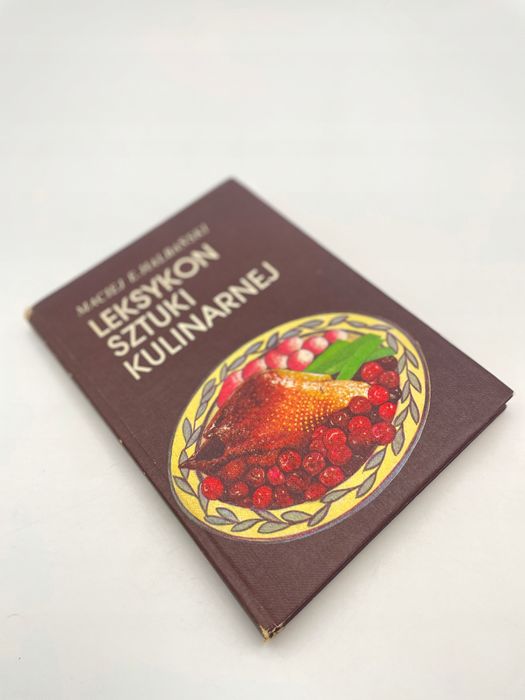 MACIEJ E. HALBAŃSKI
LEKSYKON
SZTUKI
KULINARNEJ